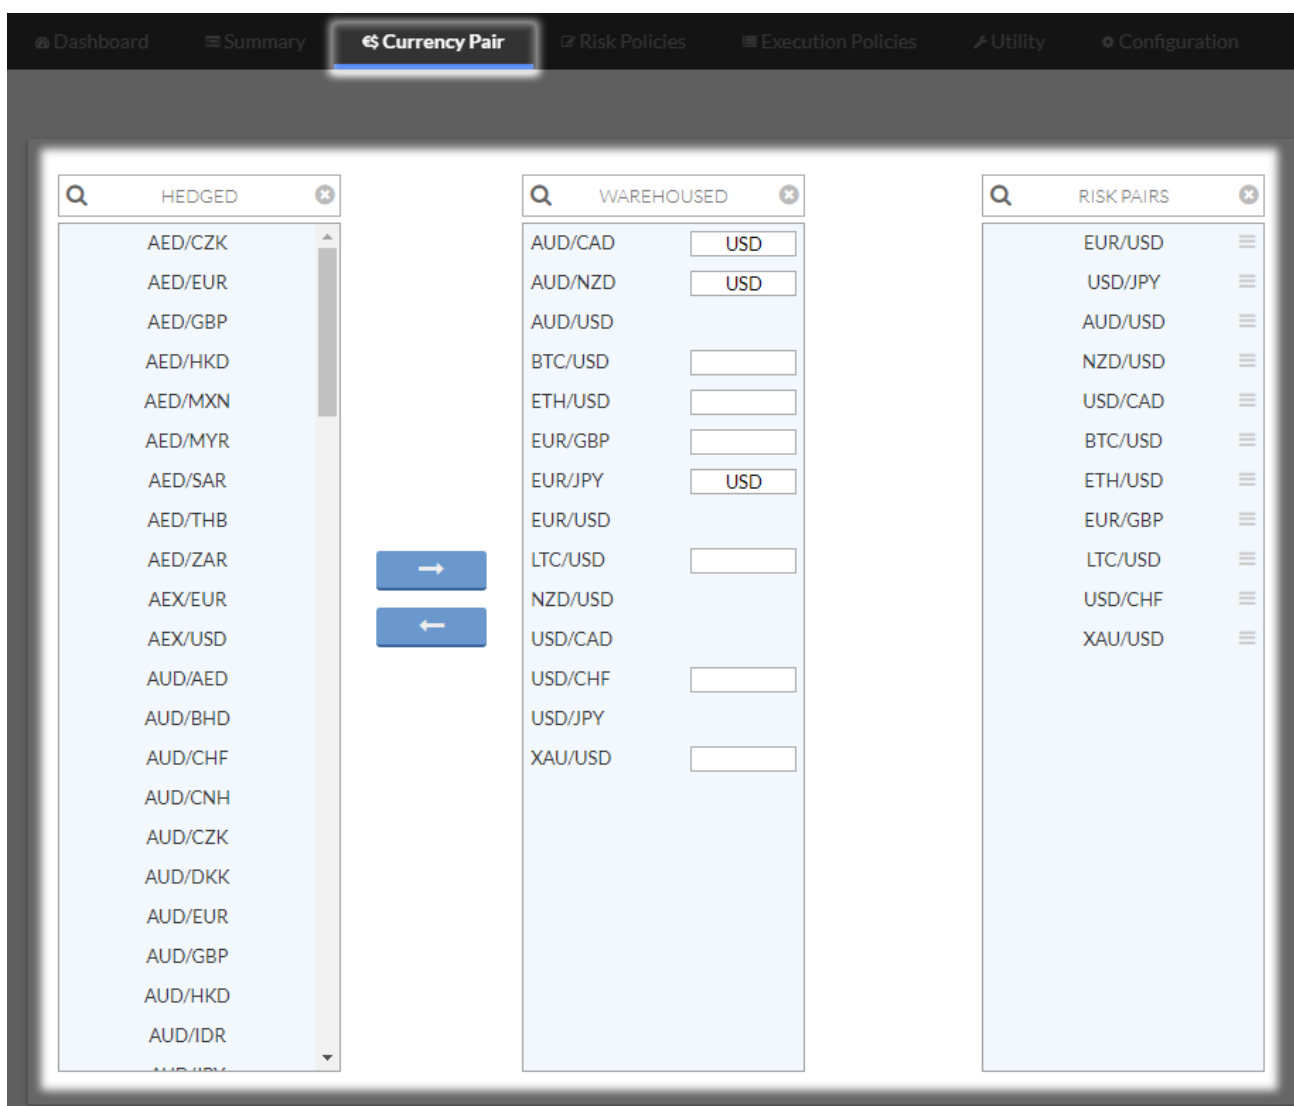 Dashboard Summary €$ Currency Pair Risk Policies Execution Policies Utility Configuration
HEDGED
AED/CZK
AED/EUR
AED/GBP
AED/HKD
AED/MXN
AED/MYR
AED/SAR
AED/THB
AED/ZAR
AEX/EUR
AEX/USD
AUD/AED
AUD/BHD
AUD/CHF
AUD/CNH
AUD/CZK
AUD/DKK
AUD/EUR
AUD/GBP
AUD/HKD
AUD/IDR
WAREHOUSED
AUD/CAD USD
AUD/NZD USD
AUD/USD
BTC/USD
ETH/USD
EUR/GBP
EUR/JPY USD
EUR/USD
LTC/USD
NZD/USD
USD/CAD
USD/CHF
USD/JPY
XAU/USD
RISK PAIRS
EUR/USD
USD/JPY
AUD/USD
NZD/USD
USD/CAD
BTC/USD
ETH/USD
EUR/GBP
LTC/USD
USD/CHF
XAU/USD